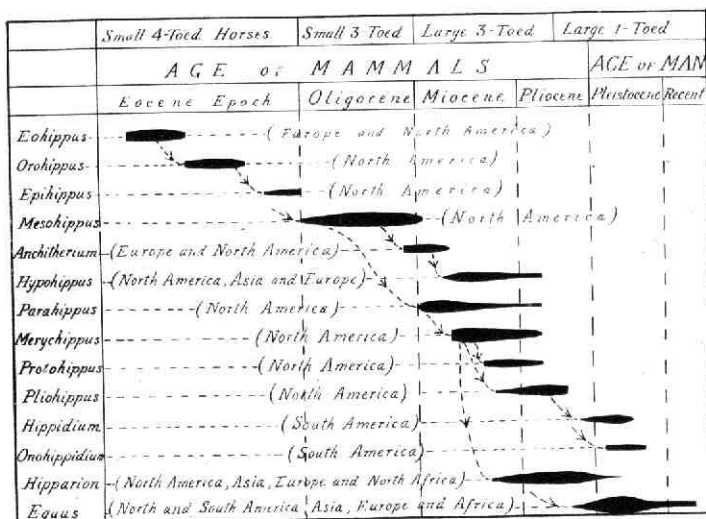 Small 4-Toed Horses Small 3 Toed Large 3-Toed Large 1-Toed
AGE of MAMMALS AGE OF MAN
Eocene Epoch Oligocene Miocene Pliocene Pleistocene Recent
Eohippus (Europe and North America)
Orohippus (North America)
Epihippus (North America)
Mesohippus (North America)
Anchitherium (Europe and North America)
Hypohippus (North America, Asia and Europe)
Parahippus (North America)
Merychippus (North America)
Protohippus (North America)
Pliohippus (North America)
Hippidium (South America)
Onohippidium (South America)
Hipparion (North America, Asia, Europe and North Africa)
Equus (North and South America Asia, Europe and Africa)